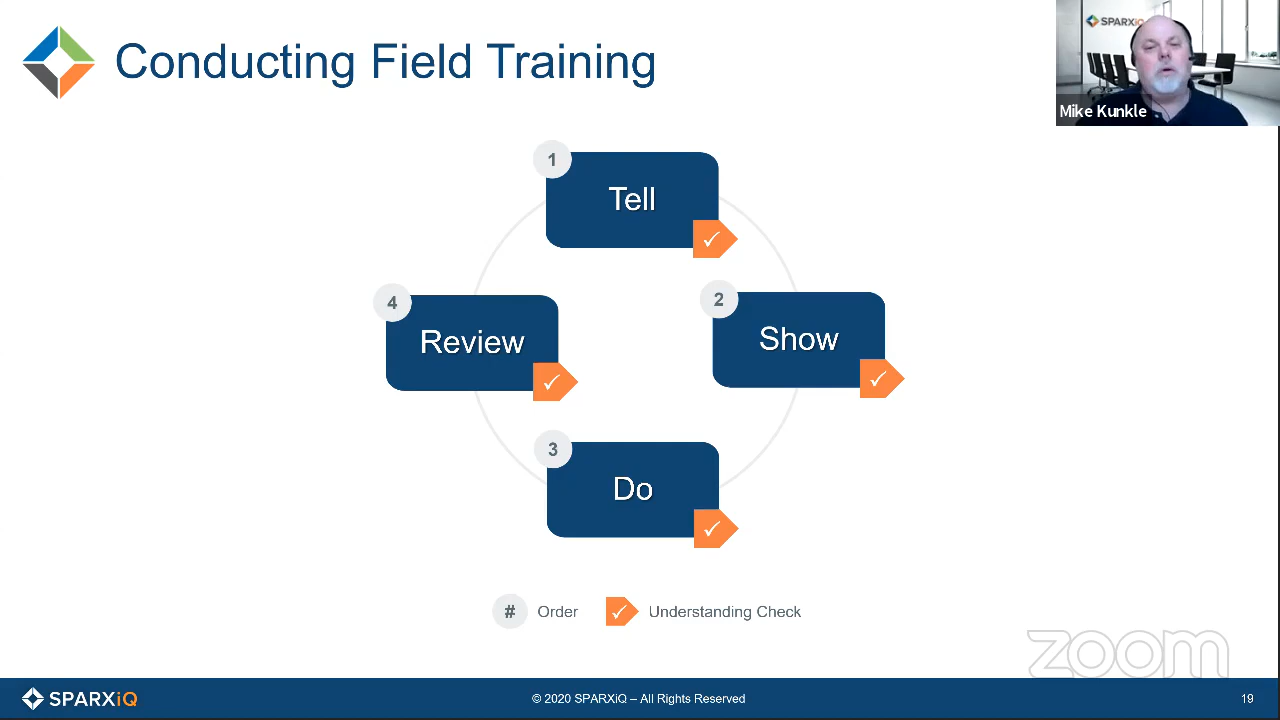 Conducting Field Training
SPARXiQ
Mike Kunkle
1
Tell
4
Review
2
Show
3
Do
# Order
Understanding Check
zoom
SPARXiQ
© 2020 SPARXiQ – All Rights Reserved
19